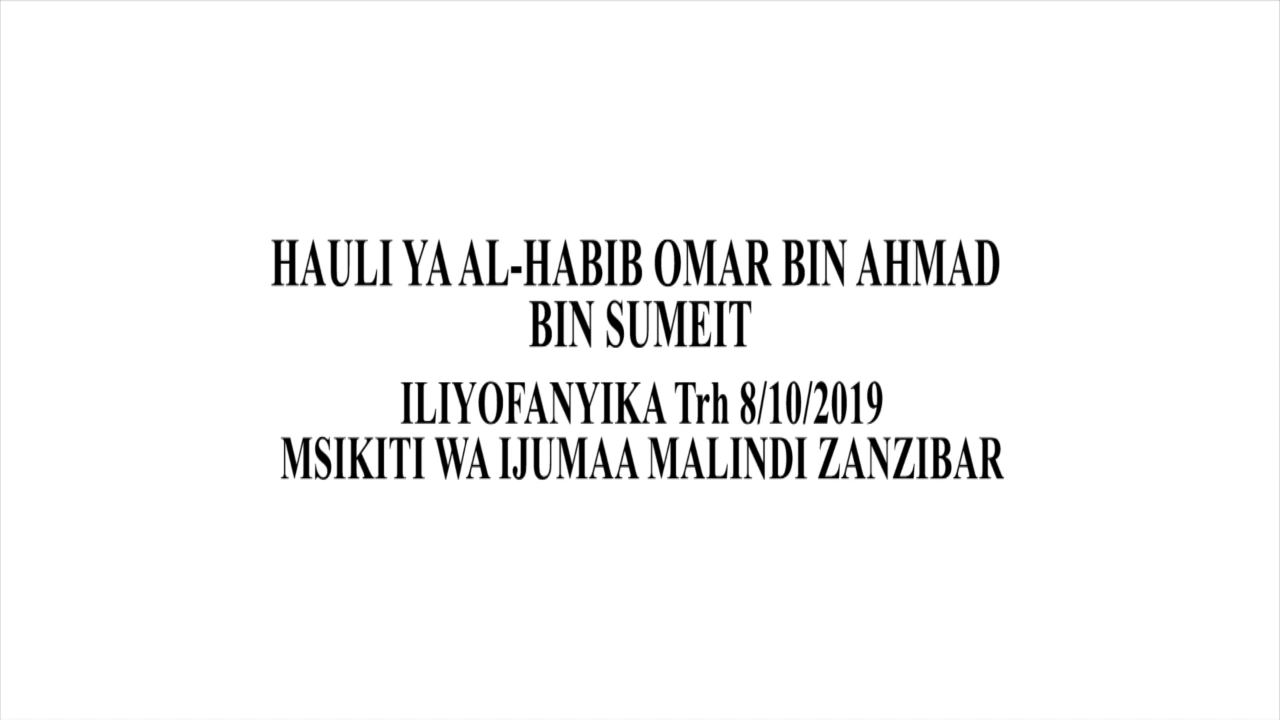 HAULI YA AL-HABIB OMAR BIN AHMAD
BIN SUMEIT
ILIYOFANYIKA Trh 8/10/2019
MSIKITI WA IJUMAA MALINDI ZANZIBAR